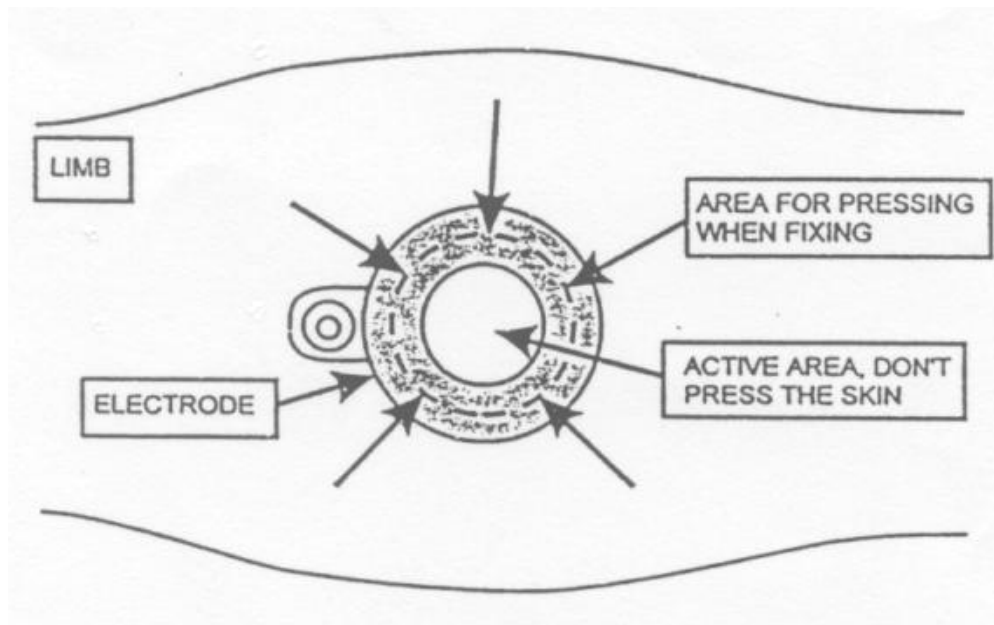 LIMB
AREA FOR PRESSING
WHEN FIXING
ACTIVE AREA, DON'T
PRESS THE SKIN
ELECTRODE